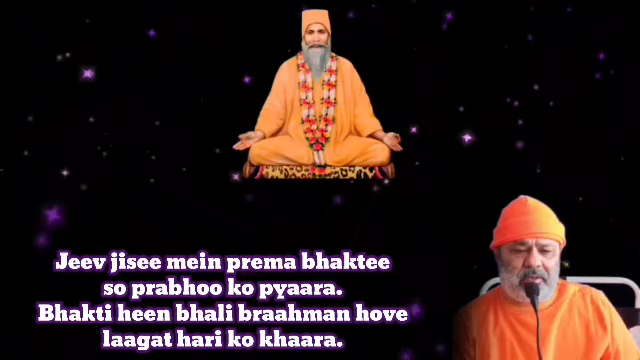 Jeev jisee mein prema bhaktee
so prabhoo ko pyaara.
Bhakti heen bhali braahman hove
laagat hari ko khaara.